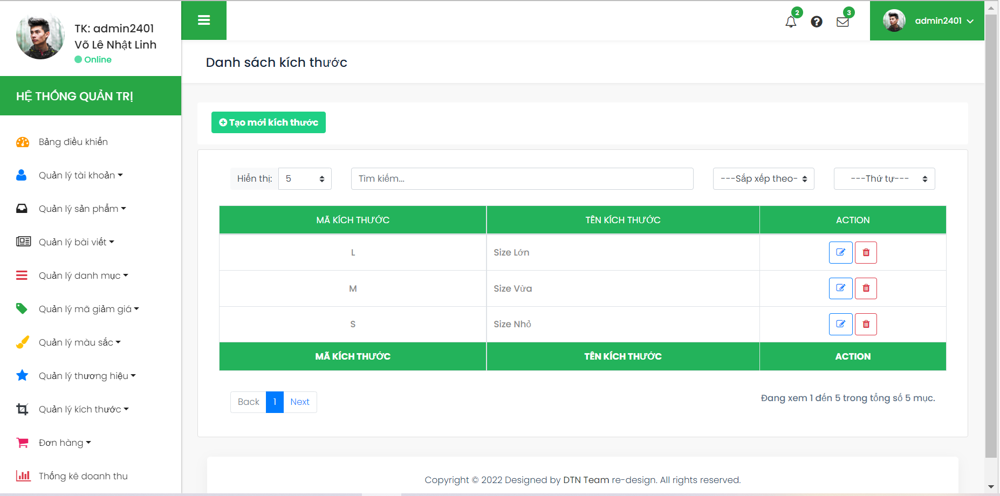 TK: admin2401
Võ Lê Nhật Linh
Online
HỆ THỐNG QUẢN TRỊ
Bảng điều khiển
Quản lý tài khoản
Quản lý sản phẩm
Quản lý bài viết
Quản lý danh mục
Quản lý mã giảm giá
Quản lý màu sắc
Quản lý thương hiệu
Quản lý kích thước
Đơn hàng
Thống kê doanh thu
2
3
admin2401
Danh sách kích thước
Tạo mới kích thước
Hiển thị: 5
Tìm kiếm...
---Sắp xếp theo-
---Thứ tự---
MÃ KÍCH THƯỚC TÊN KÍCH THƯỚC ACTION
L Size Lớn
M Size Vừa
S Size Nhỏ
MÃ KÍCH THƯỚC TÊN KÍCH THƯỚC ACTION
Back 1 Next
Đang xem 1 đến 5 trong tổng số 5 mục.
Copyright © 2022 Designed by DTN Team re-design. All rights reserved.